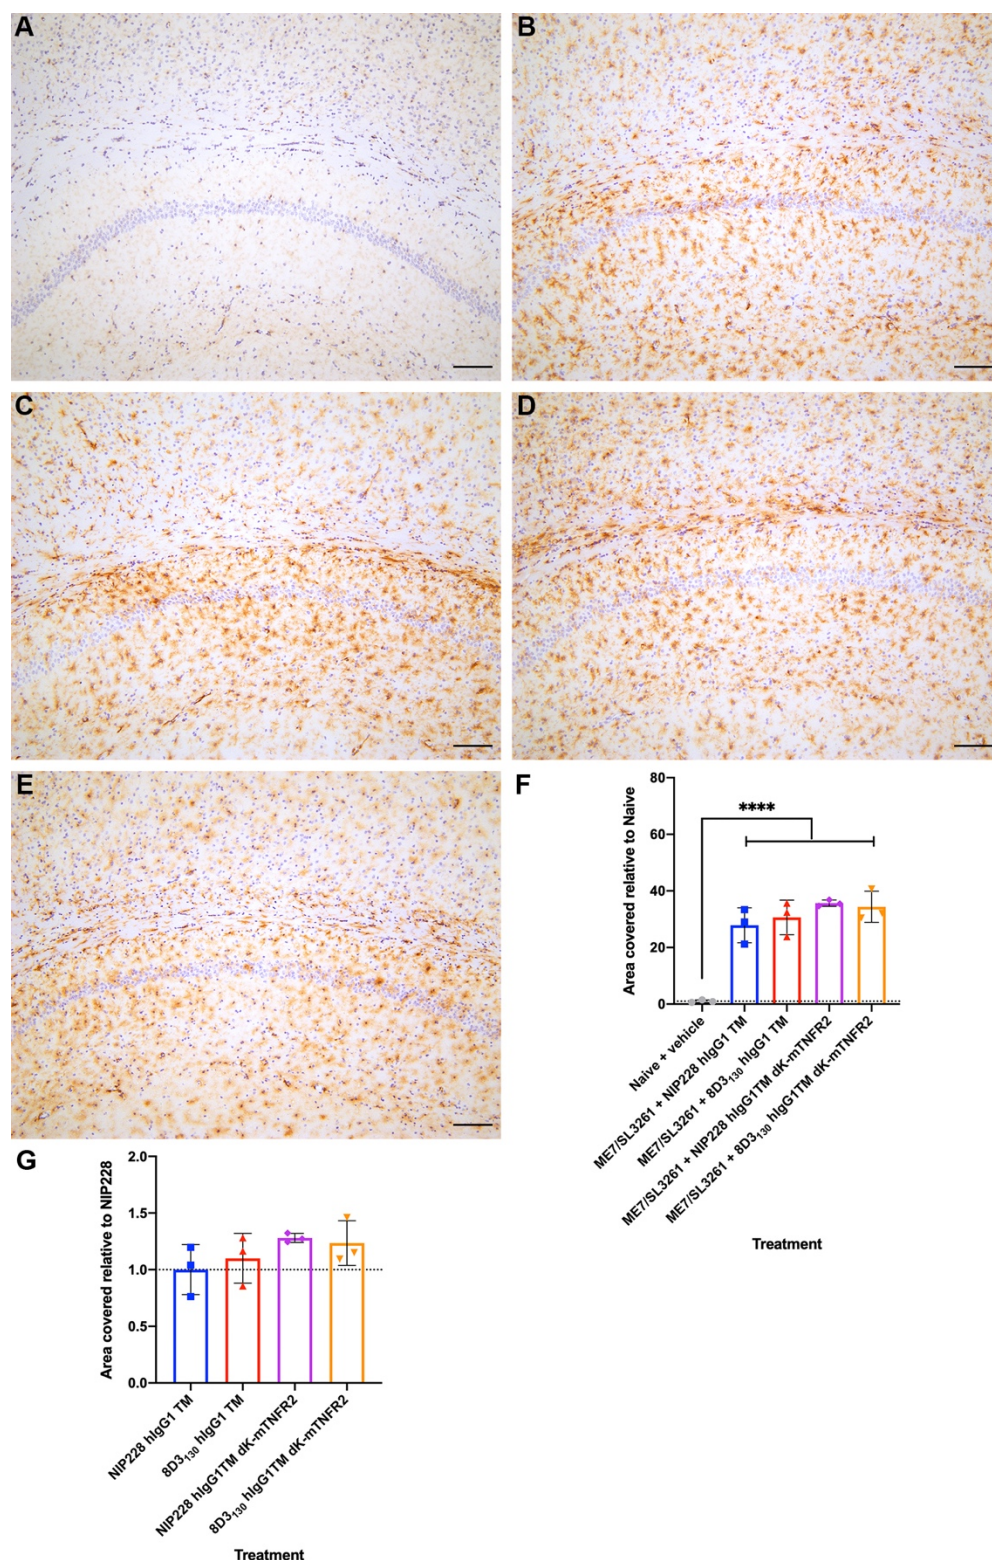 A
B
C
D
E
F
80
60
40
20
0
Area covered relative to Naive
****
Naive + vehicle
ME7/SL3261 + NIP228 hIgG1 TM
ME7/SL3261 + 8D3₁₃₀ hIgG1 TM
ME7/SL3261 + NIP228 hIgG1TM dK-mTNFR2
ME7/SL3261 + 8D3₁₃₀ hIgG1TM dK-mTNFR2
Treatment
G
2.0
1.5
1.0
0.5
0.0
Area covered relative to NIP228
NIP228 hIgG1 TM
8D3₁₃₀ hIgG1 TM
NIP228 hIgG1TM dK-mTNFR2
8D3₁₃₀ hIgG1TM dK-mTNFR2
Treatment